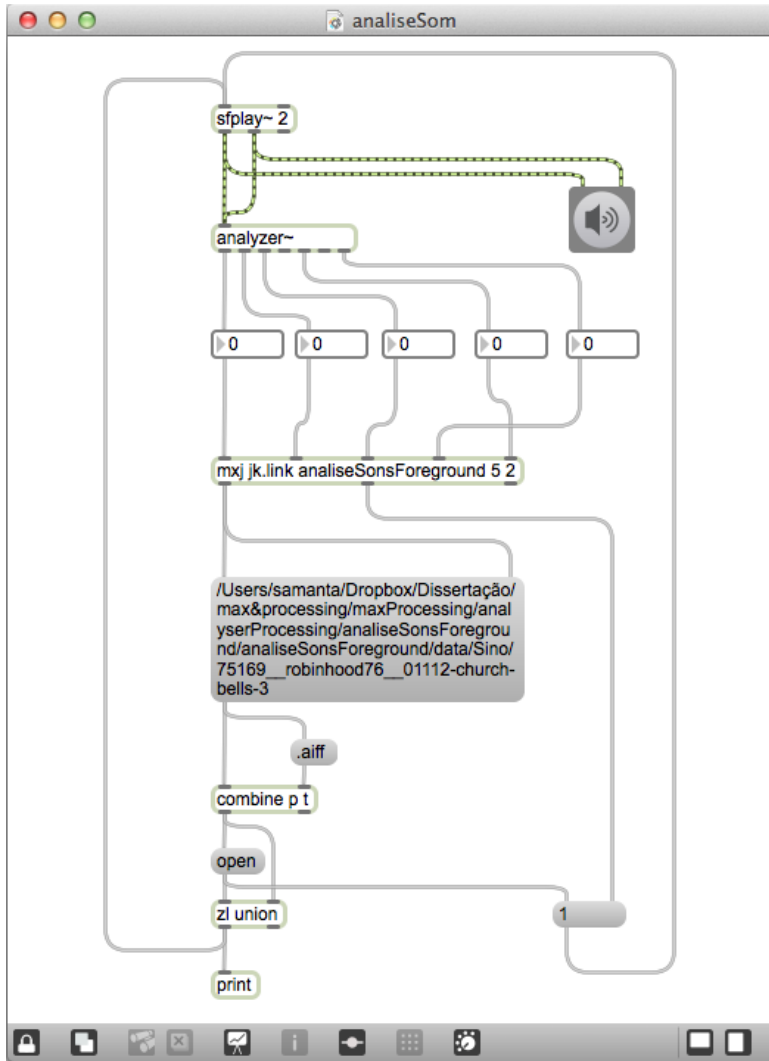 analiseSom
sfplay~ 2
analyzer~
0
0
0
0
0
mxj jk.link analiseSonsForeground 5 2
/Users/samanta/Dropbox/Dissertação/
max&processing/maxProcessing/anal
yserProcessing/analiseSonsForegroun
d/analiseSonsForeground/data/Sino/
75169__robinhood76__01112-church-
bells-3
.aiff
combine p t
open
zl union
1
print